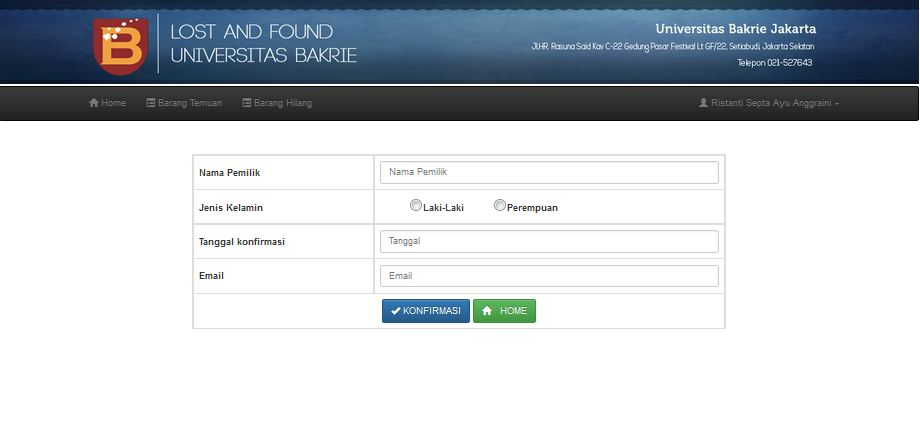 B
LOST AND FOUND
UNIVERSITAS BAKRIE
Universitas Bakrie Jakarta
Jl.HR. Rasuna Said Kav C-22 Gedung Pasar Festival Lt GF/22, Setiabudi, Jakarta Selatan
Telepon 021-527643
Home Barang Temuan Barang Hilang Ristanti Septa Ayu Anggraini
Nama Pemilik Nama Pemilik
Jenis Kelamin Laki-Laki Perempuan
Tanggal konfirmasi Tanggal
Email Email
KONFIRMASI HOME